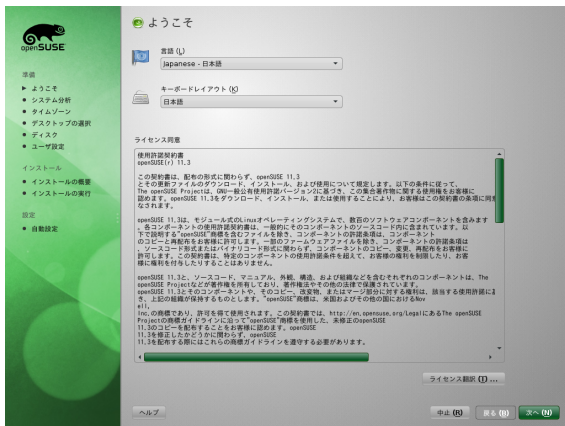 openSUSE
準備
ようこそ
システム分析
タイムゾーン
デスクトップの選択
ディスク
ユーザ設定
インストール
インストールの概要
インストールの実行
設定
自動設定
ようこそ
言語 (L)
Japanese - 日本語
キーボードレイアウト (K)
日本語
ライセンス同意
使用許諾契約書
openSUSE(r) 11.3
この契約書は、配布の形式に関わらず、openSUSE 11.3
とその更新ファイルのダウンロード、インストール、および使用について規定します。以下の条件に従って、
The openSUSE Projectは、GNU一般公有使用許諾バージョン2に基づき、この集合著作物に関する使用権をお客様に
認めます。openSUSE 11.3をダウンロード、インストール、または使用することにより、お客様はこの契約書の条項に同
なされます。
openSUSE 11.3は、モジュール式のLinuxオペレーティングシステムで、数百のソフトウェアコンポーネントを含みます
。各コンポーネントの使用許諾契約書は、一般的にそのコンポーネントのソースコード内に含まれています。以
下で説明する"openSUSE"商標を含むファイルを除き、コンポーネントの許諾条項は、コンポーネント
のコピーと再配布をお客様に許可します。一部のファームウェアファイルを除き、コンポーネントの許諾条項は
、ソースコード形式またはバイナリコード形式に関わらず、コンポーネントのコピー、変更、再配布をお客様に
許可します。この契約書は、特定のコンポーネントの使用許諾条件を超えて、お客様の権利を制限したり、お客
様に権利を付与したりすることはありません。
openSUSE 11.3と、ソースコード、マニュアル、外観、構造、および組織などを含むそれぞれのコンポーネントは、The
openSUSE Projectなどが著作権を所有しており、著作権法やその他の法律で保護されています。
openSUSE 11.3とそのコンポーネントや、そのコピー、改変物、またはマージ部分に対する権利は、該当する使用許諾に
き、上記の組織が保持するものとします。"openSUSE"商標は、米国およびその他の国におけるNov
ell,
Inc.の商標であり、許可を得て使用されます。この契約書では、http://en.opensuse.org/LegalにあるThe openSUSE
Projectの商標ガイドラインに沿って"openSUSE"商標を使用した、未修正のopenSUSE
11.3のコピーを配布することをお客様に認めます。openSUSE
11.3を修正したかどうかに関わらず、openSUSE
11.3を配布する際にはこれらの商標ガイドラインを遵守する必要があります。
ライセンス翻訳 (T) ...
ヘルプ
中止 (R)
戻る (B)
次へ (N)